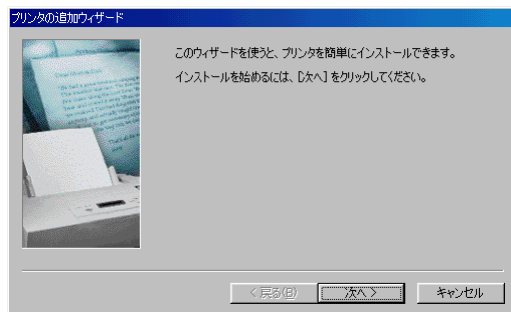 プリンタの追加ウィザード
このウィザードを使うと、プリンタを簡単にインストールできます。
インストールを始めるには、[次へ] をクリックしてください。
< 戻る(B)
次へ >
キャンセル